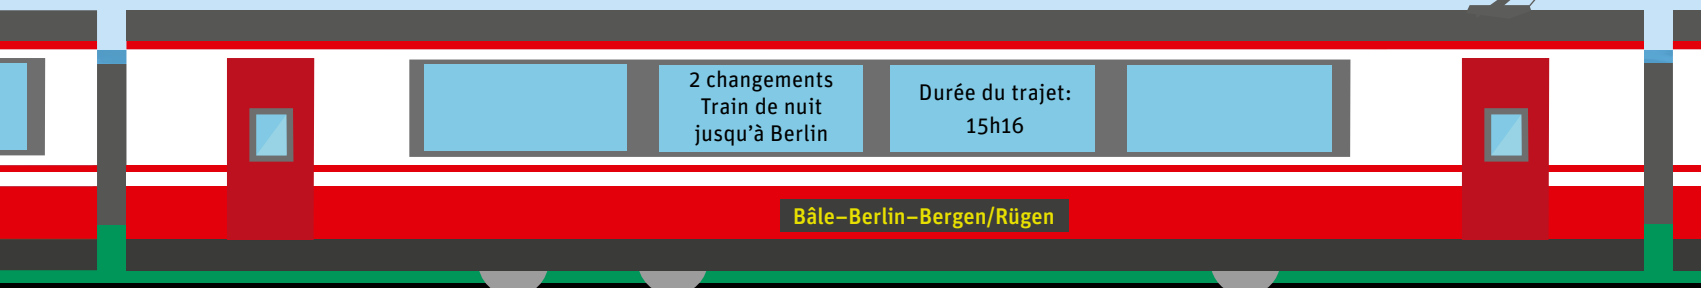 2 changements
Train de nuit
jusqu'à Berlin
Durée du trajet:
15h16
Bâle–Berlin–Bergen/Rügen